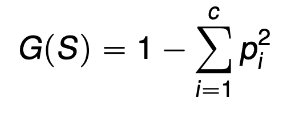 G(S) = 1 − ∑_{i=1}^{c} p_i^2